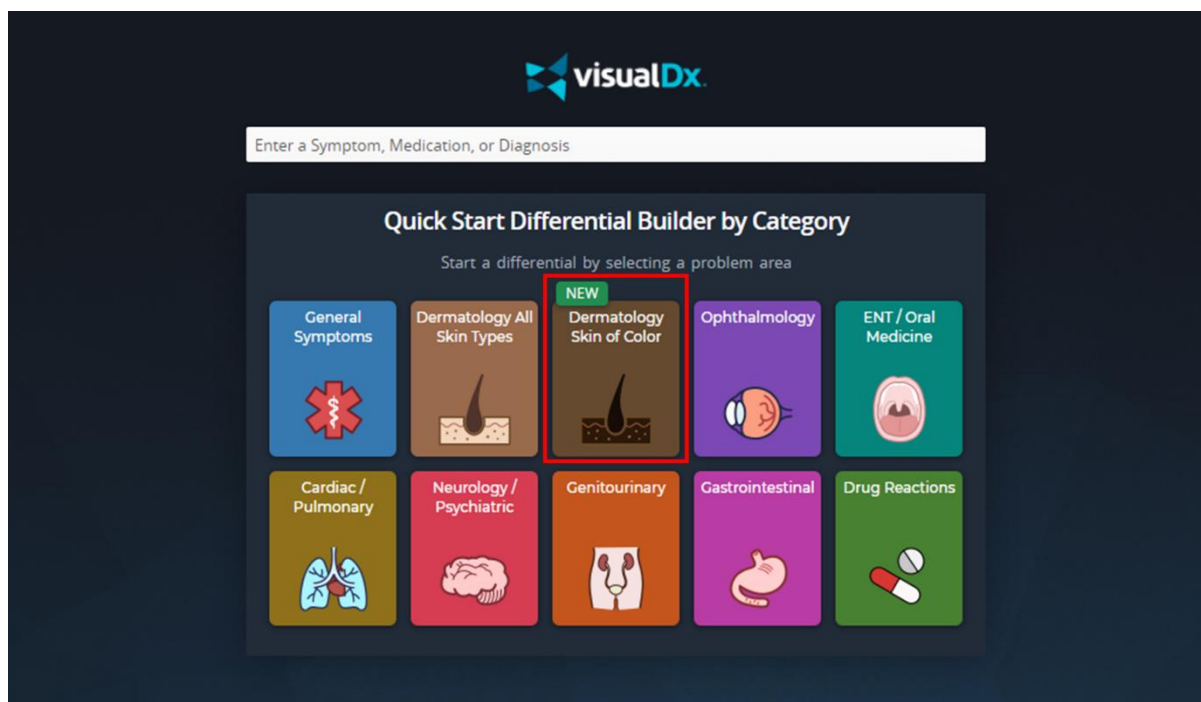 visualDx.
Enter a Symptom, Medication, or Diagnosis
Quick Start Differential Builder by Category
Start a differential by selecting a problem area
General
Symptoms
Dermatology All
Skin Types
NEW
Dermatology
Skin of Color
Ophthalmology
ENT / Oral
Medicine
Cardiac /
Pulmonary
Neurology /
Psychiatric
Genitourinary
Gastrointestinal
Drug Reactions